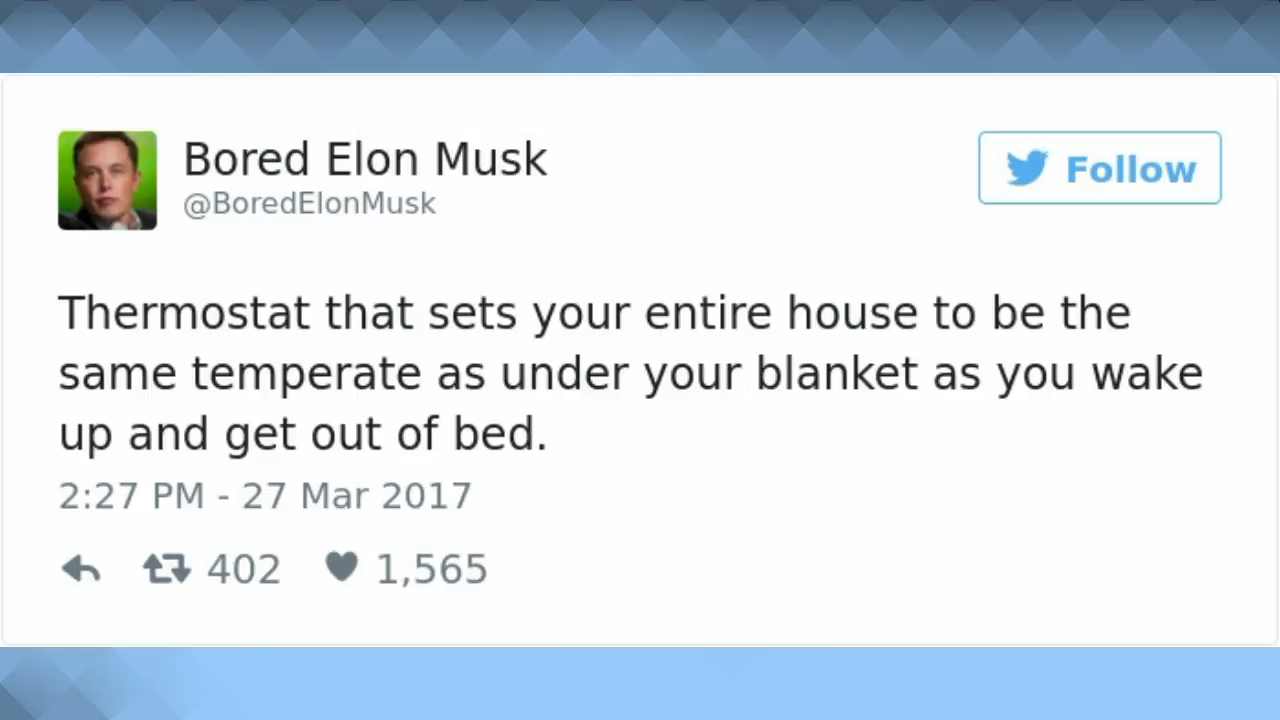 Bored Elon Musk
@BoredElonMusk
Follow
Thermostat that sets your entire house to be the
same temperate as under your blanket as you wake
up and get out of bed.
2:27 PM - 27 Mar 2017
402 1,565